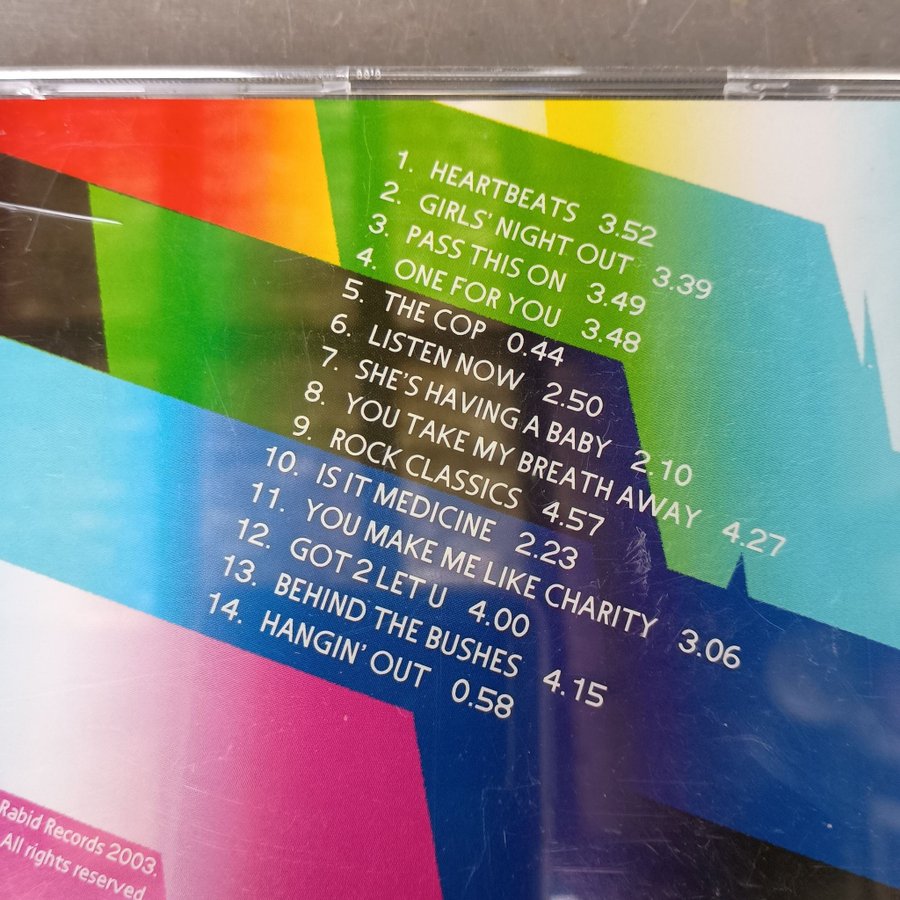 1. HEARTBEATS 3.52
2. GIRLS' NIGHT OUT 3.39
3. PASS THIS ON 3.49
4. ONE FOR YOU 3.48
5. THE COP 0.44
6. LISTEN NOW 2.50
7. SHE'S HAVING A BABY 2.10
8. YOU TAKE MY BREATH AWAY 4.27
9. ROCK CLASSICS 4.57
10. IS IT MEDICINE 2.23
11. YOU MAKE ME LIKE CHARITY 3.06
12. GOT 2 LET U 4.00
13. BEHIND THE BUSHES 4.15
14. HANGIN' OUT 0.58
Rabid Records 2003.
All rights reserved